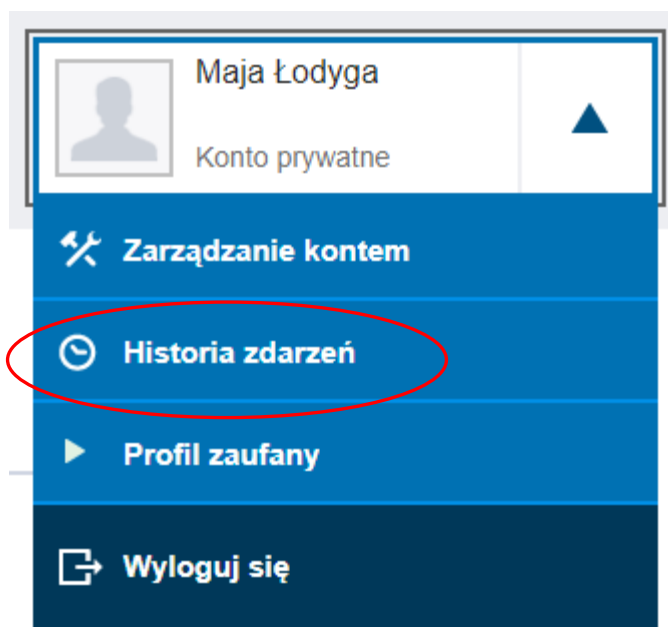 Maja Łodyga
Konto prywatne
Zarządzanie kontem
Historia zdarzeń
Profil zaufany
Wyloguj się